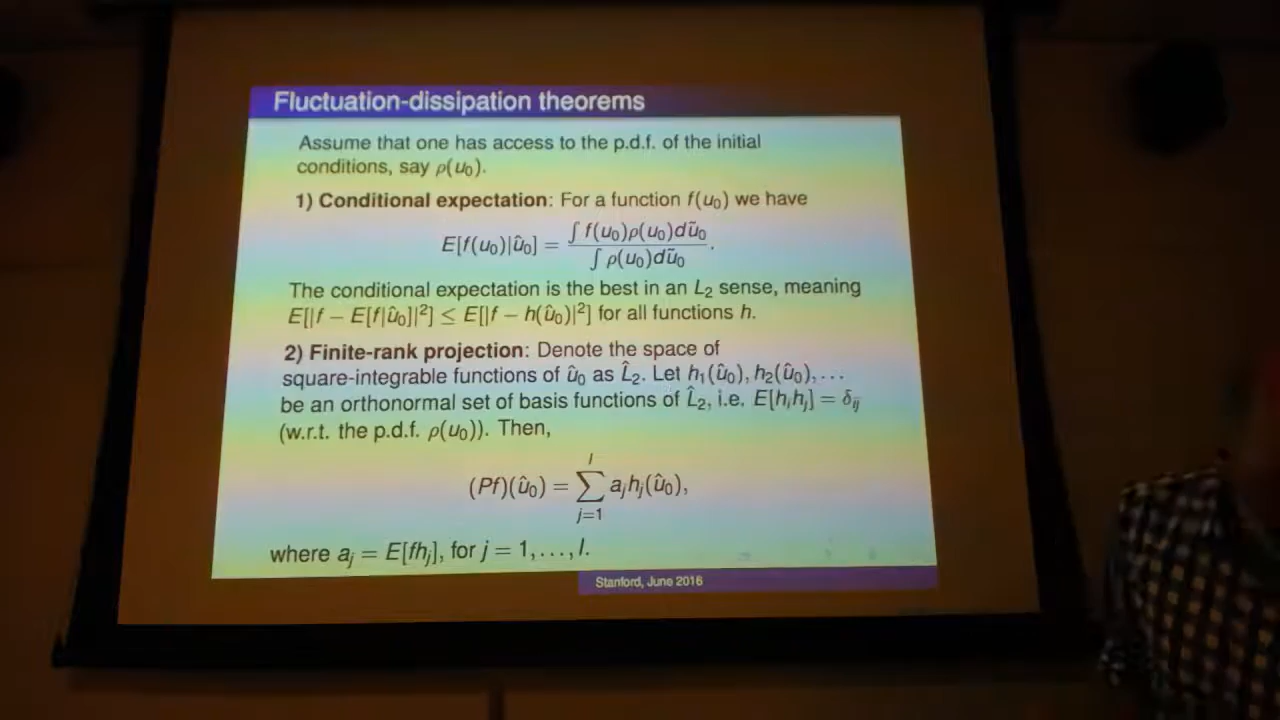 Fluctuation-dissipation theorems
Assume that one has access to the p.d.f. of the initial
conditions, say ρ(u₀).
1) Conditional expectation: For a function f(u₀) we have
E[f(u₀)|û₀] = ∫ f(u₀)ρ(u₀)dũ₀ / ∫ ρ(u₀)dũ₀ .
The conditional expectation is the best in an L₂ sense, meaning
E[|f − E[f|û₀]|²] ≤ E[|f − h(û₀)|²] for all functions h.
2) Finite-rank projection: Denote the space of
square-integrable functions of û₀ as L̂₂. Let h₁(û₀), h₂(û₀), . . .
be an orthonormal set of basis functions of L̂₂, i.e. E[hᵢhⱼ] = δᵢⱼ
(w.r.t. the p.d.f. ρ(u₀)). Then,
(Pf)(û₀) = ∑_{j=1}^{l} aⱼhⱼ(û₀),
where aⱼ = E[fhⱼ], for j = 1, . . . , l.
Stanford, June 2016